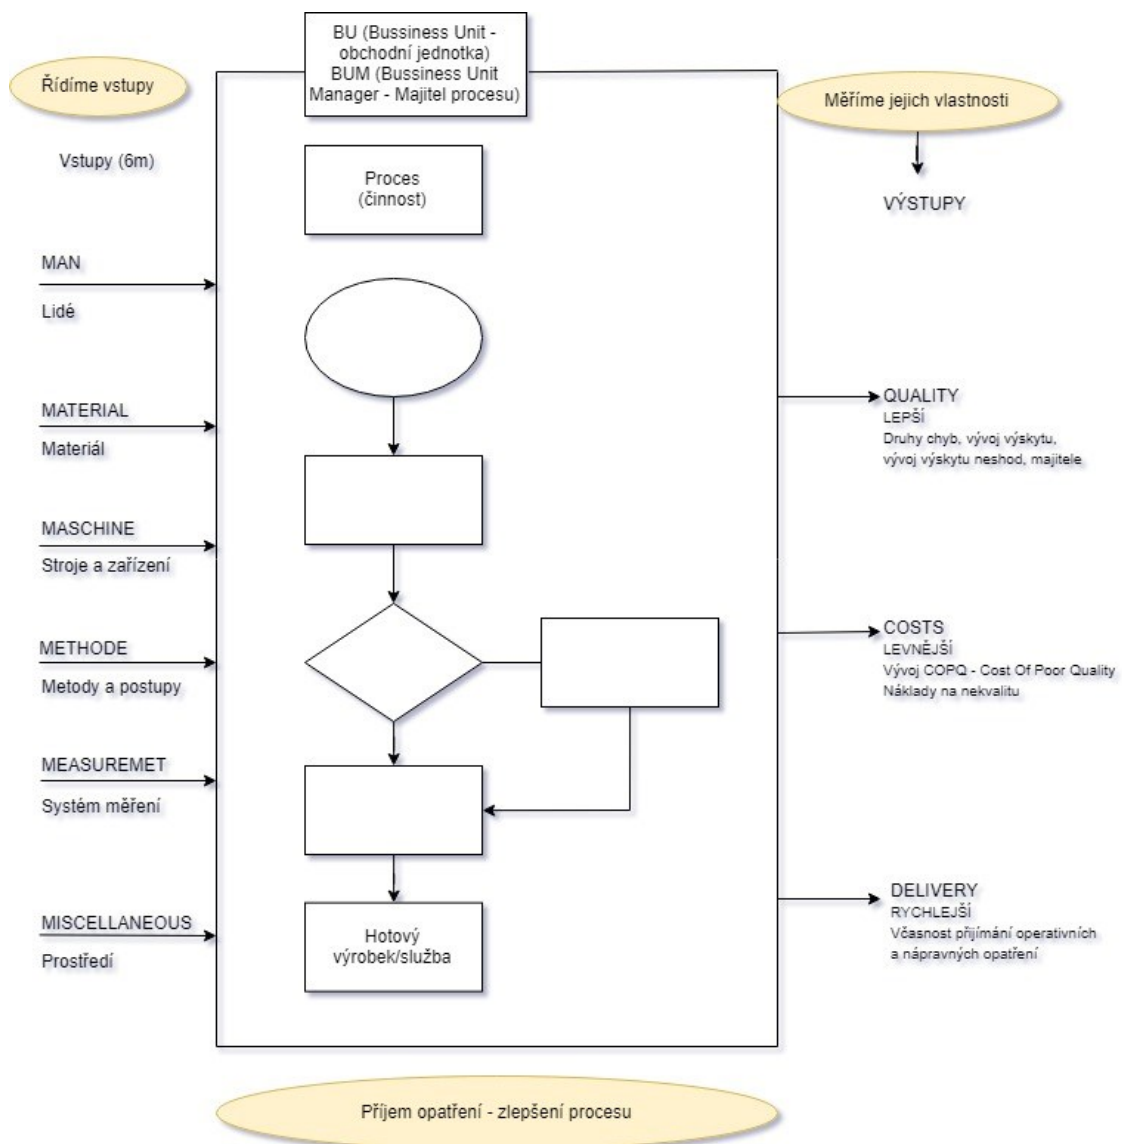 BU (Bussiness Unit -
obchodní jednotka)
BUM (Bussiness Unit
Manager - Majitel procesu)
Řídíme vstupy
Měříme jejich vlastnosti
Vstupy (6m)
Proces
(činnost)
VÝSTUPY
MAN
Lidé
MATERIAL
Materiál
MASCHINE
Stroje a zařízení
METHODE
Metody a postupy
MEASUREMET
Systém měření
MISCELLANEOUS
Prostředí
Hotový
výrobek/služba
QUALITY
LEPŠÍ
Druhy chyb, vývoj výskytu,
vývoj výskytu neshod, majitele
COSTS
LEVNĚJŠÍ
Vývoj COPQ - Cost Of Poor Quality
Náklady na nekvalitu
DELIVERY
RYCHLEJŠÍ
Včasnost přijímání operativních
a nápravných opatření
Příjem opatření - zlepšení procesu